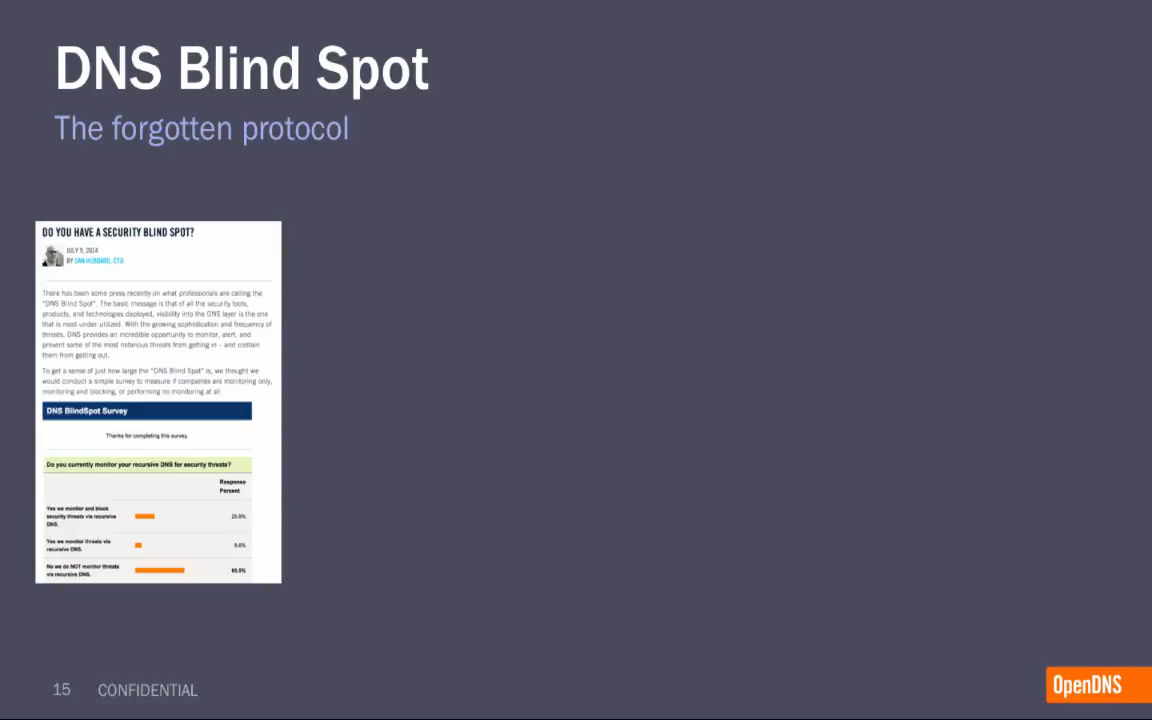 DNS Blind Spot
The forgotten protocol
DO YOU HAVE A SECURITY BLIND SPOT?
JULY 9, 2014
BY DAN HUBBARD, CTO
There has been some press recently on what professionals are calling the
"DNS Blind Spot". The basic message is that of all the security tools,
products, and technologies deployed, visibility into the DNS layer is the one
that is most under-utilized. With the growing sophistication and frequency of
threats, DNS provides an incredible opportunity to monitor, alert, and
prevent some of the most notorious threats from getting in – and contain
them from getting out.
To get a sense of just how large the "DNS Blind Spot" is, we thought we
would conduct a simple survey to measure if companies are monitoring only,
monitoring and blocking, or performing no monitoring at all.
DNS BlindSpot Survey
Thanks for completing this survey.
Do you currently monitor your recursive DNS for security threats?
Response
Percent
Yes we monitor and block
security threats via recursive
DNS.
Yes we monitor threats via
recursive DNS.
No we do NOT monitor threats
via recursive DNS.
15 CONFIDENTIAL
OpenDNS